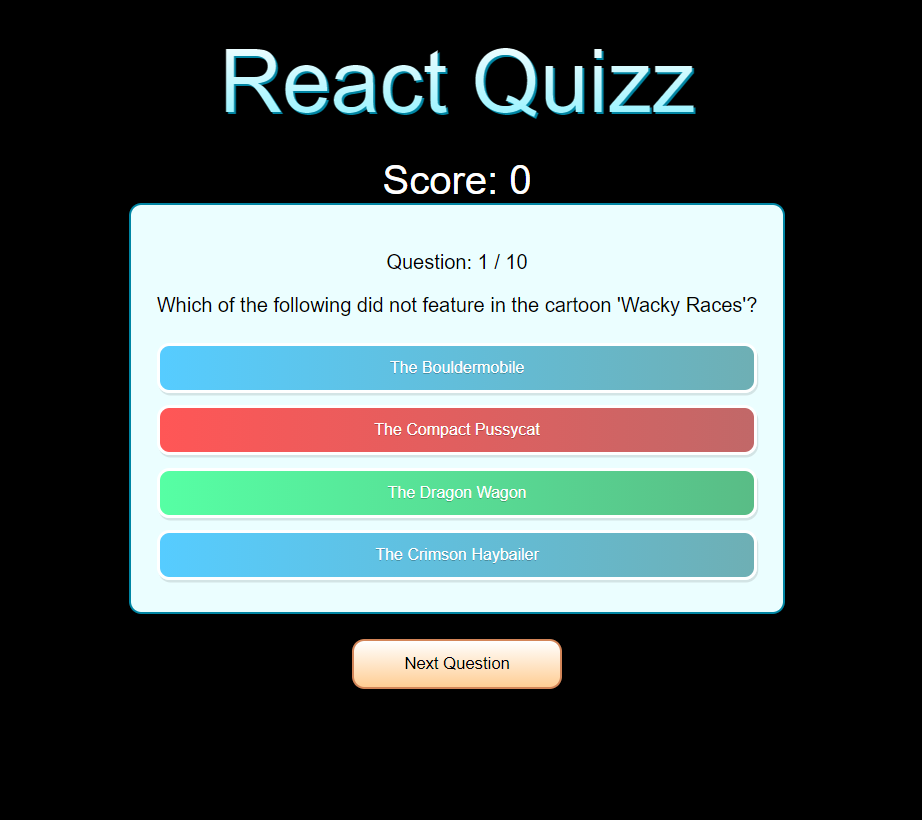 React Quizz
Score: 0
Question: 1 / 10
Which of the following did not feature in the cartoon 'Wacky Races'?
The Bouldermobile
The Compact Pussycat
The Dragon Wagon
The Crimson Haybailer
Next Question